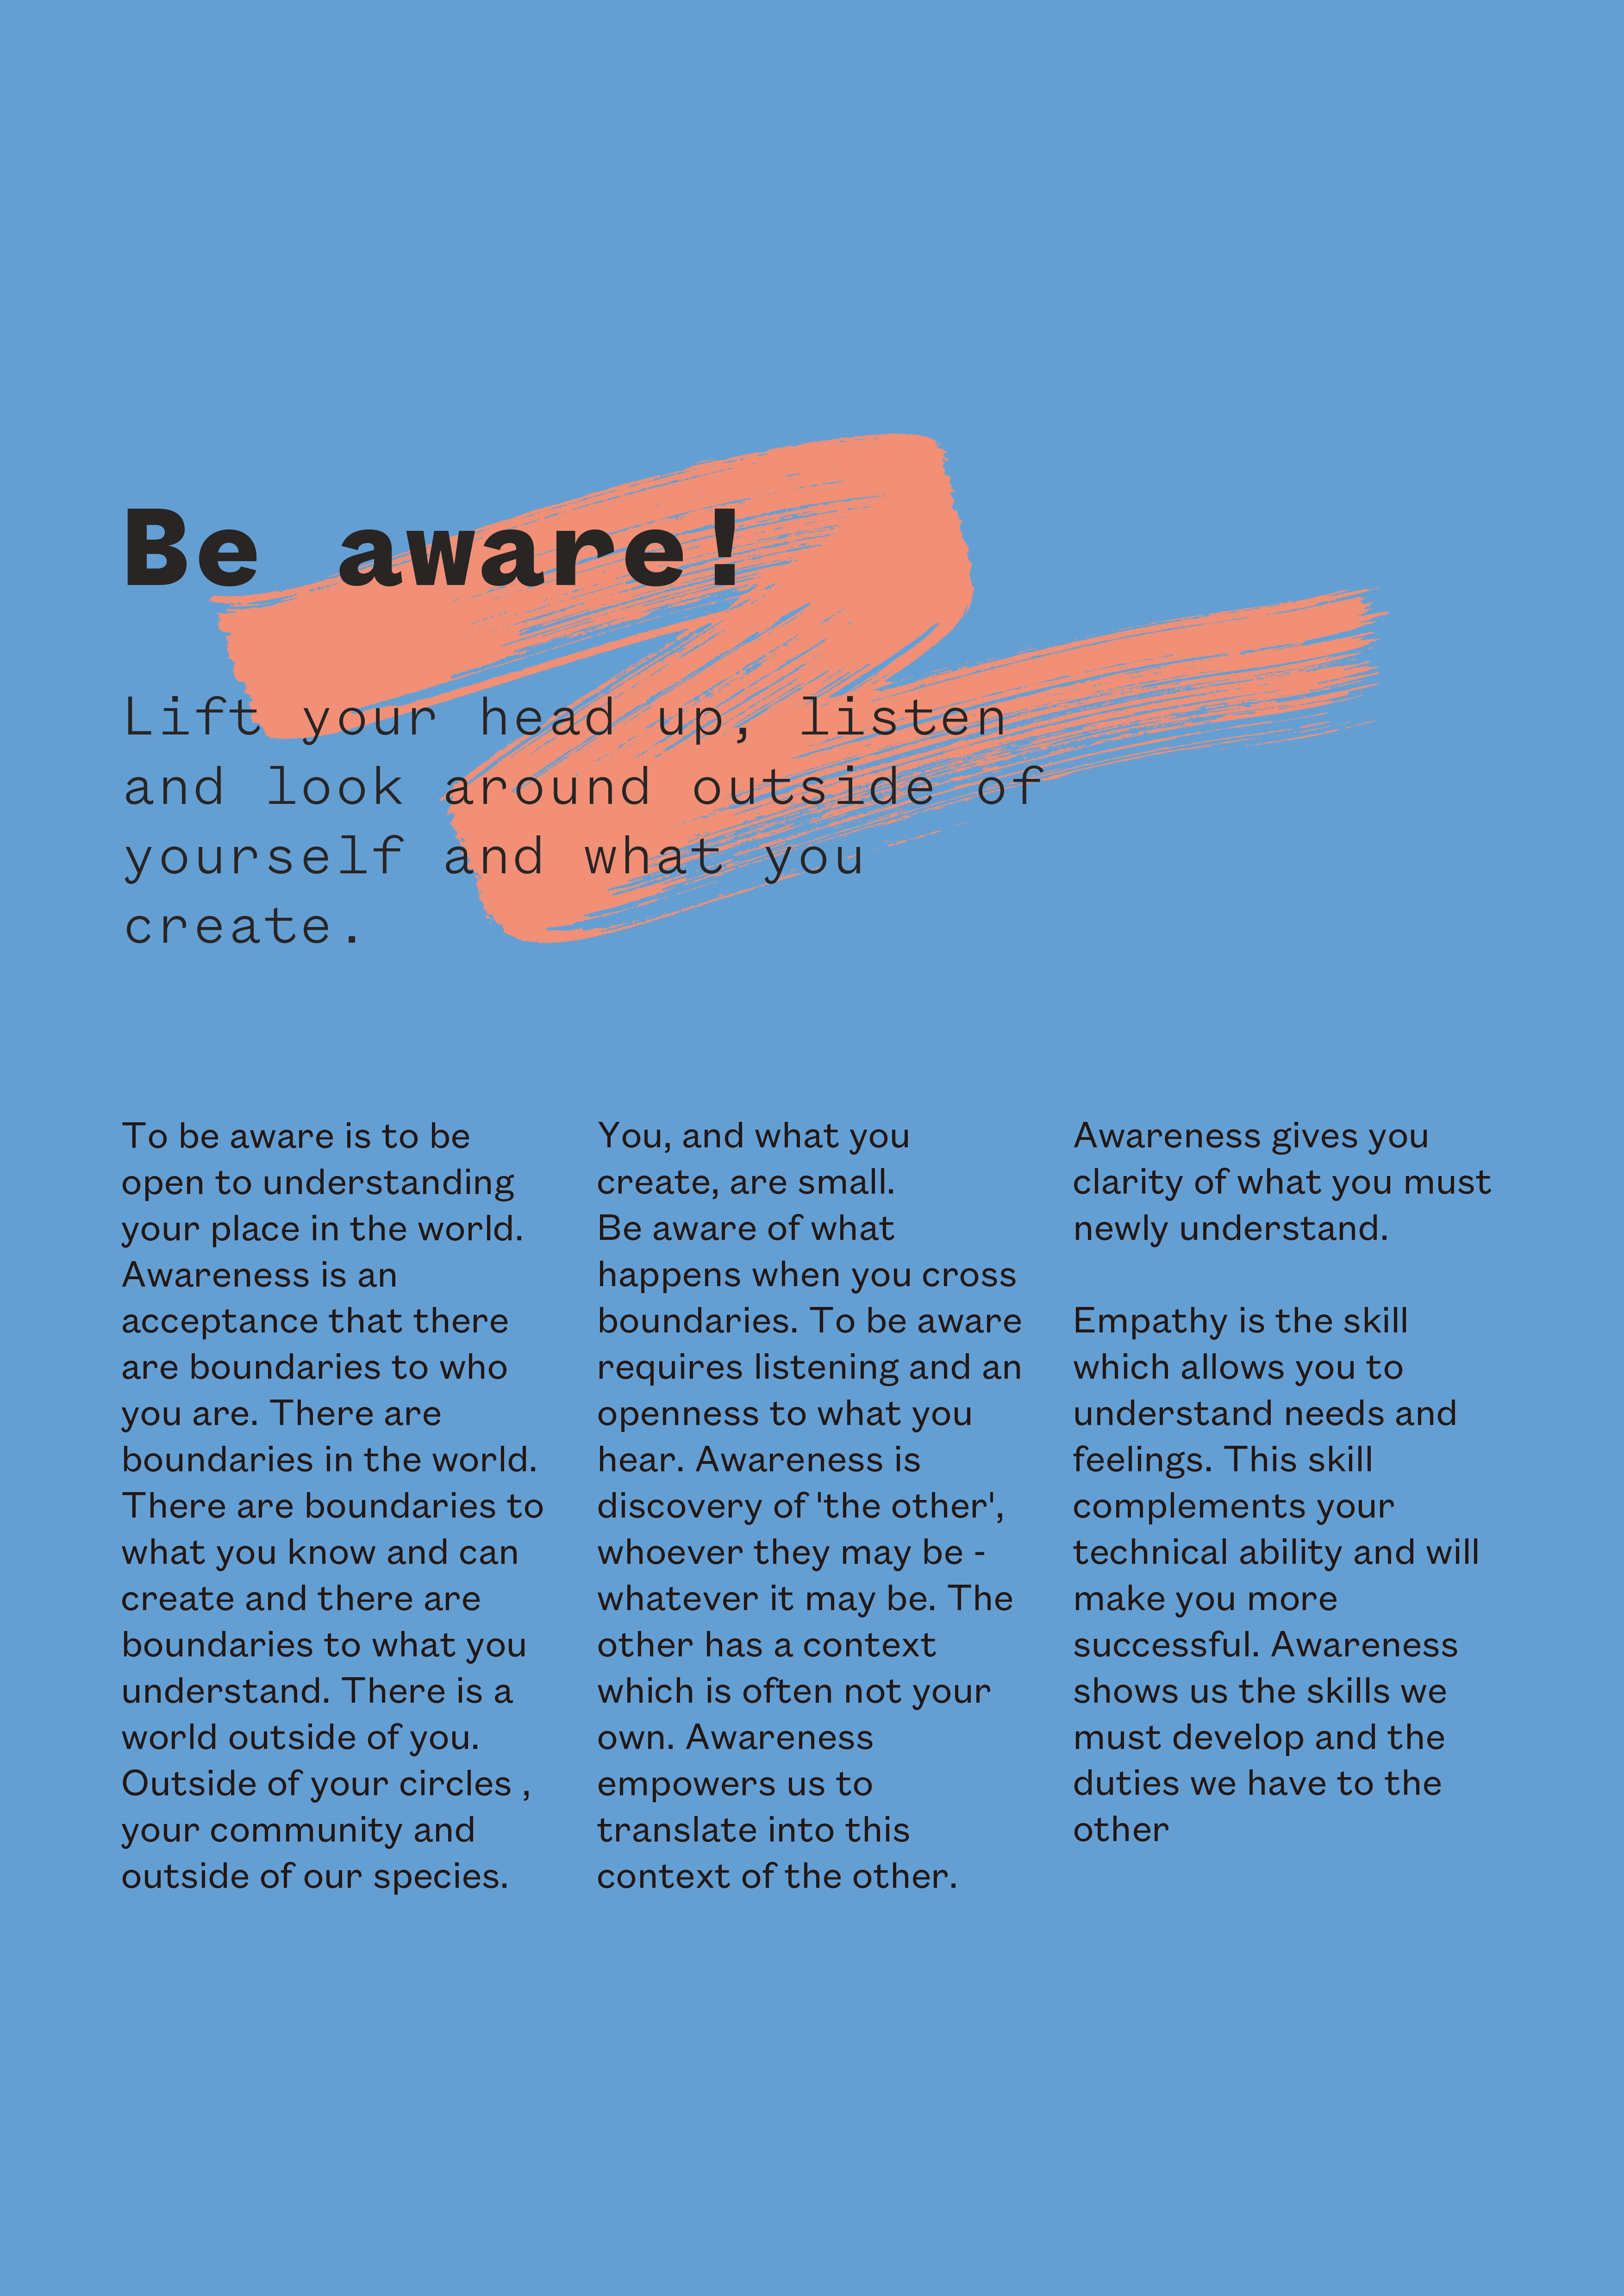 Be aware!
Lift your head up, listen
and look around outside of
yourself and what you
create.
To be aware is to be
open to understanding
your place in the world.
Awareness is an
acceptance that there
are boundaries to who
you are. There are
boundaries in the world.
There are boundaries to
what you know and can
create and there are
boundaries to what you
understand. There is a
world outside of you.
Outside of your circles ,
your community and
outside of our species.
You, and what you
create, are small.
Be aware of what
happens when you cross
boundaries. To be aware
requires listening and an
openness to what you
hear. Awareness is
discovery of 'the other',
whoever they may be -
whatever it may be. The
other has a context
which is often not your
own. Awareness
empowers us to
translate into this
context of the other.
Awareness gives you
clarity of what you must
newly understand.
Empathy is the skill
which allows you to
understand needs and
feelings. This skill
complements your
technical ability and will
make you more
successful. Awareness
shows us the skills we
must develop and the
duties we have to the
other